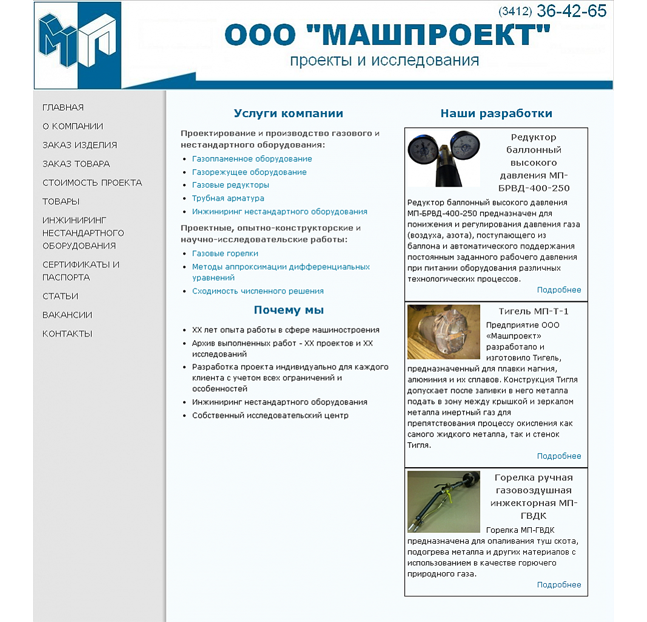 МП
(3412) 36-42-65
ООО "МАШПРОЕКТ"
проекты и исследования
ГЛАВНАЯ
О КОМПАНИИ
ЗАКАЗ ИЗДЕЛИЯ
ЗАКАЗ ТОВАРА
СТОИМОСТЬ ПРОЕКТА
ТОВАРЫ
ИНЖИНИРИНГ
НЕСТАНДАРТНОГО
ОБОРУДОВАНИЯ
СЕРТИФИКАТЫ И
ПАСПОРТА
СТАТЬИ
ВАКАНСИИ
КОНТАКТЫ
Услуги компании
Проектирование и производство газового и
нестандартного оборудования:
Газопламенное оборудование
Газорежущее оборудование
Газовые редукторы
Трубная арматура
Инжиниринг нестандартного оборудования
Проектные, опытно-конструкторские и
научно-исследовательские работы:
Газовые горелки
Методы аппроксимации дифференциальных
уравнений
Сходимость численного решения
Почему мы
ХХ лет опыта работы в сфере машиностроения
Архив выполненных работ - ХХ проектов и ХХ
исследований
Разработка проекта индивидуально для каждого
клиента с учетом всех ограничений и
особенностей
Инжиниринг нестандартного оборудования
Собственный исследовательский центр
Наши разработки
Редуктор
баллонный
высокого
давления МП-
БРВД-400-250
Редуктор баллонный высокого давления
МП-БРВД-400-250 предназначен для
понижения и регулирования давления газа
(воздуха, азота), поступающего из
баллона и автоматического поддержания
постоянным заданного рабочего давления
при питании оборудования различных
технологических процессов.
Подробнее
Тигель МП-Т-1
Предприятие ООО
«Машпроект»
разработало и
изготовило Тигель,
предназначенный для плавки магния,
алюминия и их сплавов. Конструкция Тигля
допускает после заливки в него металла
подать в зону между крышкой и зеркалом
металла инертный газ для
препятствования процессу окисления как
самого жидкого металла, так и стенок
Тигля.
Подробнее
Горелка ручная
газовоздушная
инжекторная МП-
ГВДК
Горелка МП-ГВДК
предназначена для опаливания туш скота,
подогрева металла и других материалов с
использованием в качестве горючего
природного газа.
Подробнее